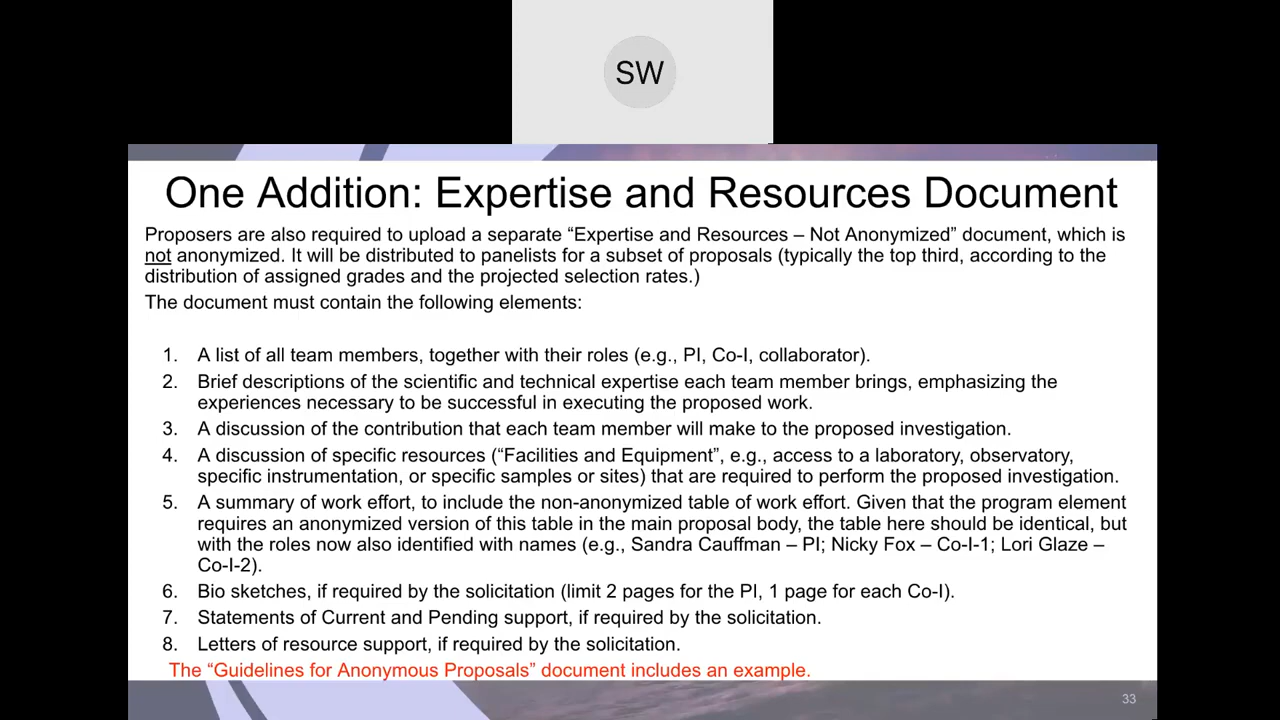 SW
One Addition: Expertise and Resources Document
Proposers are also required to upload a separate “Expertise and Resources – Not Anonymized” document, which is
not anonymized. It will be distributed to panelists for a subset of proposals (typically the top third, according to the
distribution of assigned grades and the projected selection rates.)
The document must contain the following elements:
1. A list of all team members, together with their roles (e.g., PI, Co-I, collaborator).
2. Brief descriptions of the scientific and technical expertise each team member brings, emphasizing the
experiences necessary to be successful in executing the proposed work.
3. A discussion of the contribution that each team member will make to the proposed investigation.
4. A discussion of specific resources (“Facilities and Equipment”, e.g., access to a laboratory, observatory,
specific instrumentation, or specific samples or sites) that are required to perform the proposed investigation.
5. A summary of work effort, to include the non-anonymized table of work effort. Given that the program element
requires an anonymized version of this table in the main proposal body, the table here should be identical, but
with the roles now also identified with names (e.g., Sandra Cauffman – PI; Nicky Fox – Co-I-1; Lori Glaze –
Co-I-2).
6. Bio sketches, if required by the solicitation (limit 2 pages for the PI, 1 page for each Co-I).
7. Statements of Current and Pending support, if required by the solicitation.
8. Letters of resource support, if required by the solicitation.
The “Guidelines for Anonymous Proposals” document includes an example.
33